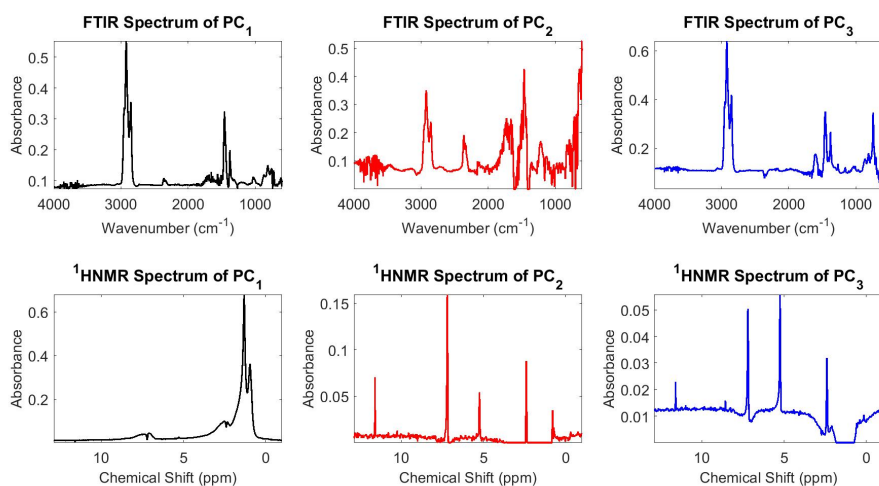 FTIR Spectrum of PC1
FTIR Spectrum of PC2
FTIR Spectrum of PC3
Absorbance
0.5
0.4
0.3
0.2
0.1
4000 3000 2000 1000
Wavenumber (cm-1)
Absorbance
0.5
0.4
0.3
0.2
0.1
4000 3000 2000 1000
Wavenumber (cm-1)
Absorbance
0.6
0.4
0.2
4000 3000 2000 1000
Wavenumber (cm-1)
1HNMR Spectrum of PC1
1HNMR Spectrum of PC2
1HNMR Spectrum of PC3
Absorbance
0.6
0.4
0.2
10 5 0
Chemical Shift (ppm)
Absorbance
0.15
0.1
0.05
10 5 0
Chemical Shift (ppm)
Absorbance
0.05
0.04
0.03
0.02
0.01
10 5 0
Chemical Shift (ppm)